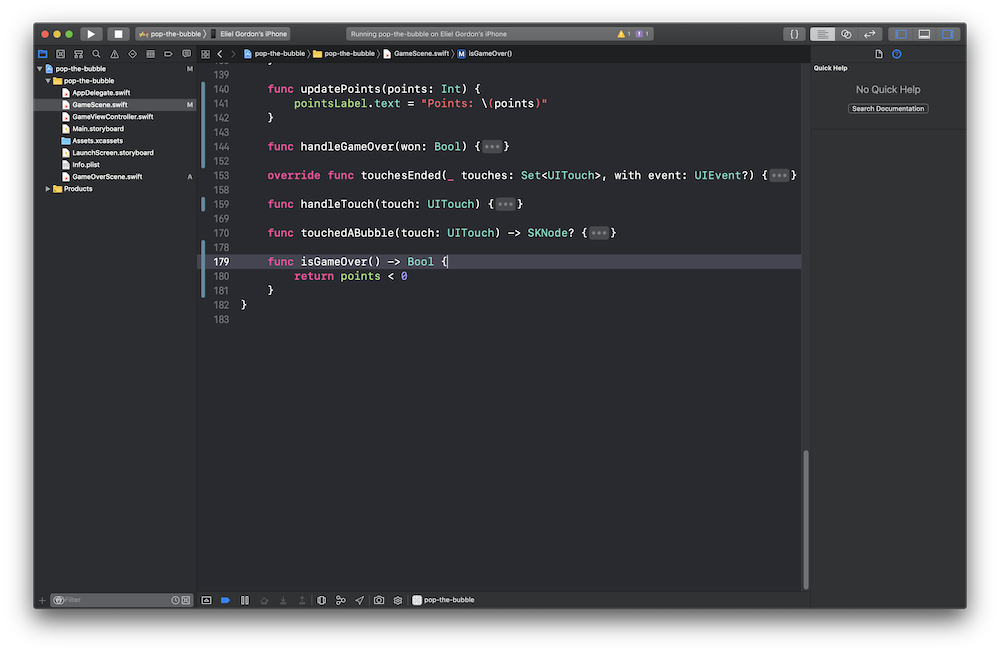 pop-the-bubble
Eliel Gordon's iPhone
Running pop-the-bubble on Eliel Gordon's iPhone
1
1
{}
pop-the-bubble
M
pop-the-bubble
AppDelegate.swift
GameScene.swift
M
GameViewController.swift
Main.storyboard
Assets.xcassets
LaunchScreen.storyboard
Info.plist
GameOverScene.swift
A
Products
Filter
pop-the-bubble
pop-the-bubble
GameScene.swift
M
isGameOver()
139
140 func updatePoints(points: Int) {
141 pointsLabel.text = "Points: \(points)"
142 }
143
144 func handleGameOver(won: Bool) {•••}
152
153 override func touchesEnded(_ touches: Set<UITouch>, with event: UIEvent?) {•••}
158
159 func handleTouch(touch: UITouch) {•••}
169
170 func touchedABubble(touch: UITouch) -> SKNode? {•••}
178
179 func isGameOver() -> Bool {
180 return points < 0
181 }
182 }
183
pop-the-bubble
Quick Help
No Quick Help
Search Documentation